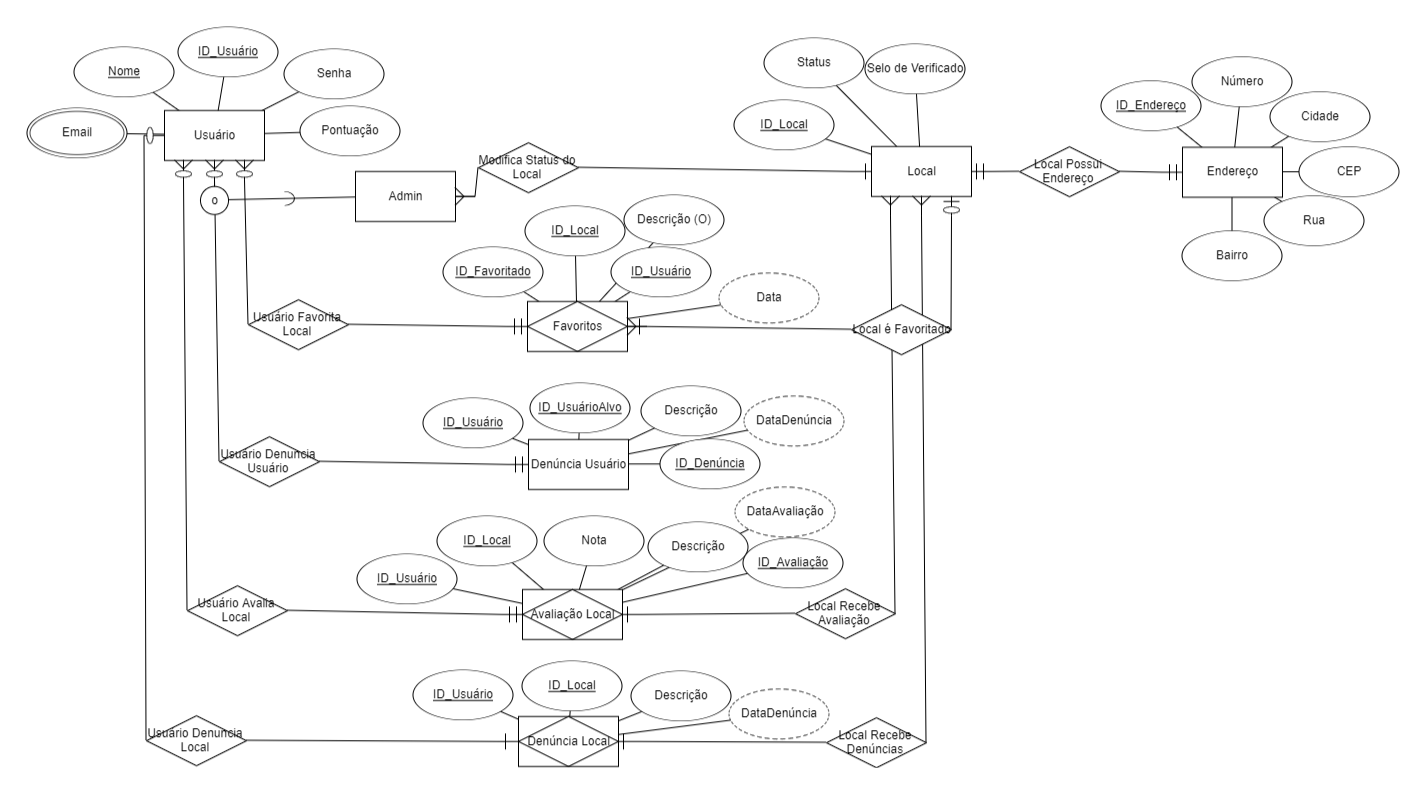 ID_Usuário
Nome
Senha
Email
Usuário
Pontuação
Status
Selo de Verificado
ID_Local
Modifica Status do
Local
Local
Admin
ID_Endereço
Número
Cidade
Local Possui
Endereço
Endereço
CEP
Rua
Bairro
o
ID_Local
Descrição (O)
ID_Favoritado
ID_Usuário
Data
Usuário Favorita
Local
Favoritos
Local é Favoritado
ID_Usuário
ID_UsuárioAlvo
Descrição
DataDenúncia
Usuário Denuncia
Usuário
Denúncia Usuário
ID_Denúncia
DataAvaliação
ID_Local
Nota
Descrição
ID_Usuário
ID_Avaliação
Usuário Avalia
Local
Avaliação Local
Local Recebe
Avaliação
ID_Usuário
ID_Local
Descrição
DataDenúncia
Usuário Denuncia
Local
Denúncia Local
Local Recebe
Denúncias